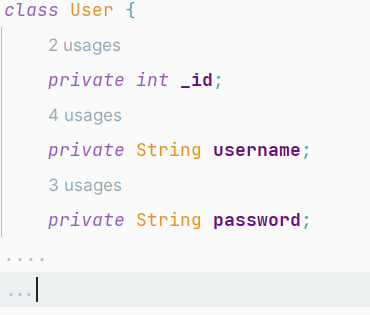 class User {
2 usages
private int _id;
4 usages
private String username;
3 usages
private String password;
....
...